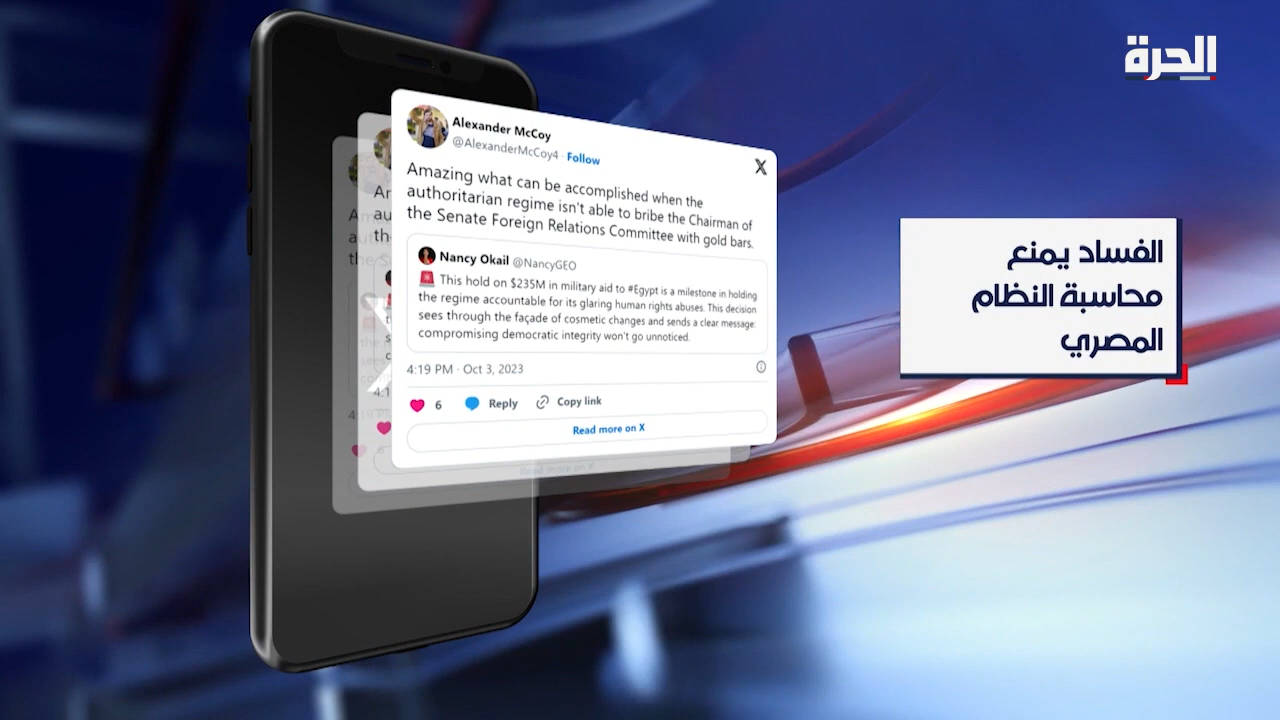 الحرة
Alexander McCoy
@AlexanderMcCoy4 · Follow
X
Amazing what can be accomplished when the
authoritarian regime isn't able to bribe the Chairman of
the Senate Foreign Relations Committee with gold bars.
Nancy Okail @NancyGEO
🚨 This hold on $235M in military aid to #Egypt is a milestone in holding
the regime accountable for its glaring human rights abuses. This decision
sees through the façade of cosmetic changes and sends a clear message:
compromising democratic integrity won't go unnoticed.
4:19 PM · Oct 3, 2023
6 Reply Copy link
Read more on X
الفساد يمنع
محاسبة النظام
المصري